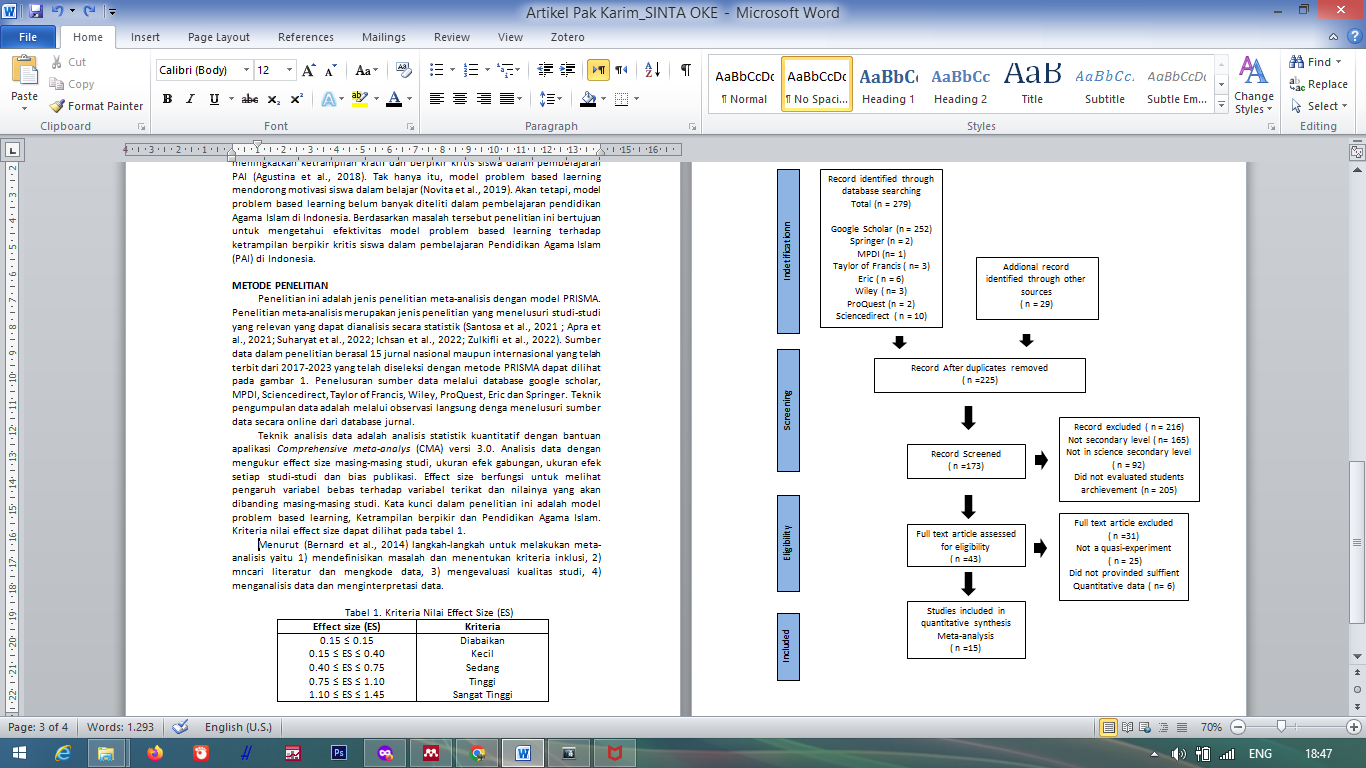 Artikel Pak Karim_SINTA OKE - Microsoft Word
File Home Insert Page Layout References Mailings Review View Zotero
Cut
Copy
Format Painter
Paste
Clipboard
Calibri (Body) 12
Font
Paragraph
AaBbCcDc AaBbCcDc AaBbCc AaBbCc AaB AaBbCc. AaBbCcDc
¶ Normal ¶ No Spaci... Heading 1 Heading 2 Title Subtitle Subtle Em...
Change
Styles
Styles
Find
Replace
Select
Editing
meningkatkan ketrampilan kratif dan berpikir kritis siswa dalam pembelajaran
PAI (Agustina et al., 2018). Tak hanya itu, model problem based laerning
mendorong motivasi siswa dalam belajar (Novita et al., 2019). Akan tetapi, model
problem based learning belum banyak diteliti dalam pembelajaran pendidikan
Agama Islam di Indonesia. Berdasarkan masalah tersebut penelitian ini bertujuan
untuk mengetahui efektivitas model problem based learning terhadap
ketrampilan berpikir kritis siswa dalam pembelajaran Pendidikan Agama Islam
(PAI) di Indonesia.
METODE PENELITIAN
Penelitian ini adalah jenis penelitian meta-analisis dengan model PRISMA.
Penelitian meta-analisis merupakan jenis penelitian yang menelusuri studi-studi
yang relevan yang dapat dianalisis secara statistik (Santosa et al., 2021 ; Apra et
al., 2021; Suharyat et al., 2022; Ichsan et al., 2022; Zulkifli et al., 2022). Sumber
data dalam penelitian berasal 15 jurnal nasional maupun internasional yang telah
terbit dari 2017-2023 yang telah diseleksi dengan metode PRISMA dapat dilihat
pada gambar 1. Penelusuran sumber data melalui database google scholar,
MPDI, Sciencedirect, Taylor of Francis, Wiley, ProQuest, Eric dan Springer. Teknik
pengumpulan data adalah melalui observasi langsung denga menelusuri sumber
data secara online dari database jurnal.
Teknik analisis data adalah analisis statistik kuantitatif dengan bantuan
apalikasi Comprehensive meta-analys (CMA) versi 3.0. Analisis data dengan
mengukur effect size masing-masing studi, ukuran efek gabungan, ukuran efek
setiap studi-studi dan bias publikasi. Effect size berfungsi untuk melihat
pengaruh variabel bebas terhadap variabel terikat dan nilainya yang akan
dibanding masing-masing studi. Kata kunci dalam penelitian ini adalah model
problem based learning, Ketrampilan berpikir dan Pendidikan Agama Islam.
Kriteria nilai effect size dapat dilihat pada tabel 1.
Menurut (Bernard et al., 2014) langkah-langkah untuk melakukan meta-
analisis yaitu 1) mendefinisikan masalah dan menentukan kriteria inklusi, 2)
mncari literatur dan mengkode data, 3) mengevaluasi kualitas studi, 4)
menganalisis data dan menginterpretasi data.
Tabel 1. Kriteria Nilai Effect Size (ES)
Effect size (ES) Kriteria
0.15 ≤ 0.15 Diabaikan
0.15 ≤ ES ≤ 0.40 Kecil
0.40 ≤ ES ≤ 0.75 Sedang
0.75 ≤ ES ≤ 1.10 Tinggi
1.10 ≤ ES ≤ 1.45 Sangat Tinggi
Indetificationn
Record identified through
database searching
Total (n = 279)
Google Scholar (n = 252)
Springer (n = 2)
MPDI (n= 1)
Taylor of Francis ( n= 3)
Eric ( n = 6)
Wiley ( n= 3)
ProQuest (n = 2)
Sciencedirect ( n = 10)
Addional record
identified through other
sources
( n = 29)
Screening
Record After duplicates removed
( n =225)
Record Screened
( n =173)
Record excluded ( n = 216)
Not secondary level ( n= 165)
Not in science secondary level
( n = 92)
Did not evaluated students
archievement (n = 205)
Eligibility
Full text article assessed
for eligibility
( n =43)
Full text article excluded
( n =31)
Not a quasi-experiment
( n = 25)
Did not provinded sulffient
Quantitative data ( n= 6)
Included
Studies included in
quantitative synthesis
Meta-analysis
( n =15)
Page: 3 of 4 Words: 1.293 English (U.S.) 70%
ENG 18:47